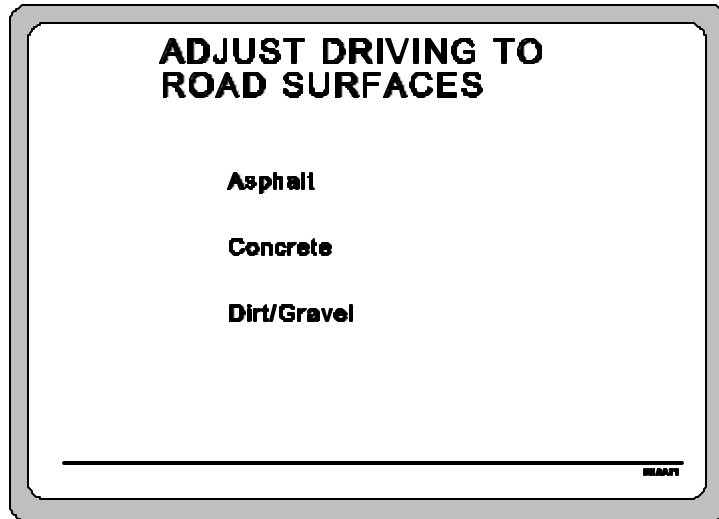 ADJUST DRIVING TO
ROAD SURFACES
Asphalt
Concrete
Dirt/Gravel